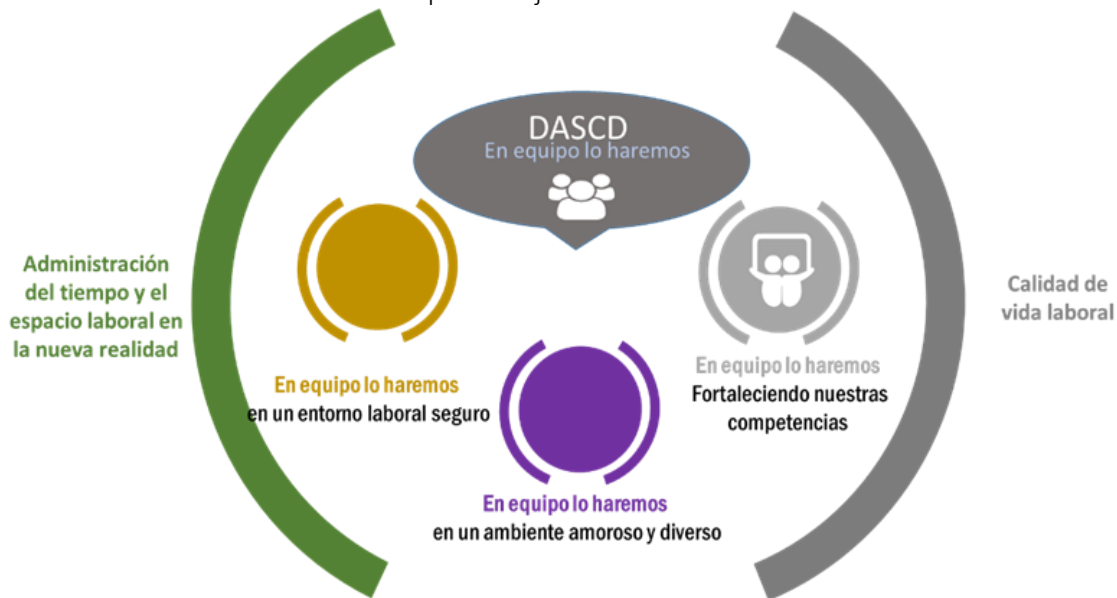 DASCD
En equipo lo haremos
Administración
del tiempo y el
espacio laboral en
la nueva realidad
Calidad de
vida laboral
En equipo lo haremos
en un entorno laboral seguro
En equipo lo haremos
Fortaleciendo nuestras
competencias
En equipo lo haremos
en un ambiente amoroso y diverso